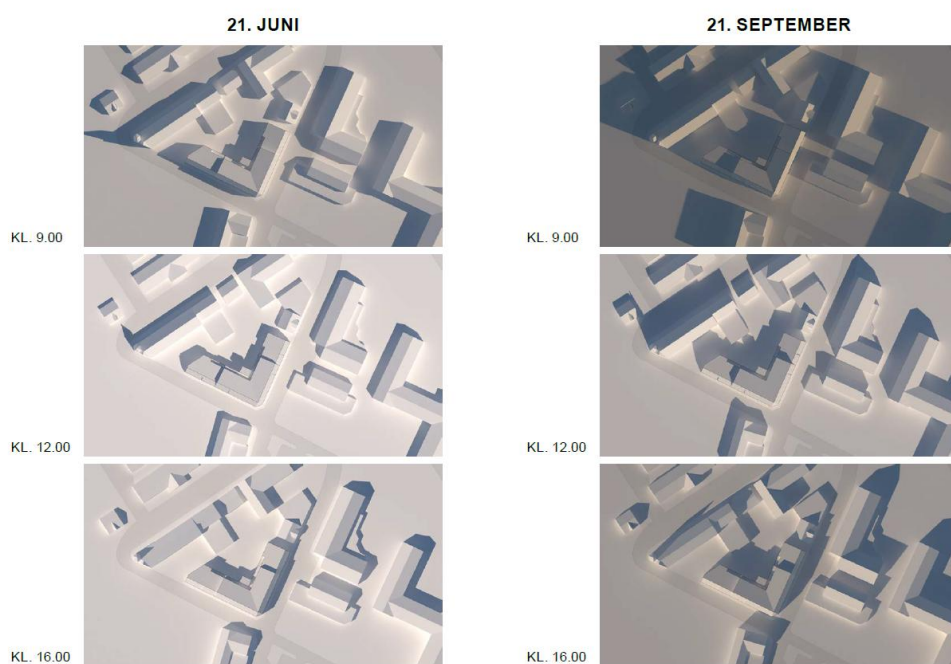 21. JUNI
21. SEPTEMBER
KL. 9.00
KL. 9.00
KL. 12.00
KL. 12.00
KL. 16.00
KL. 16.00